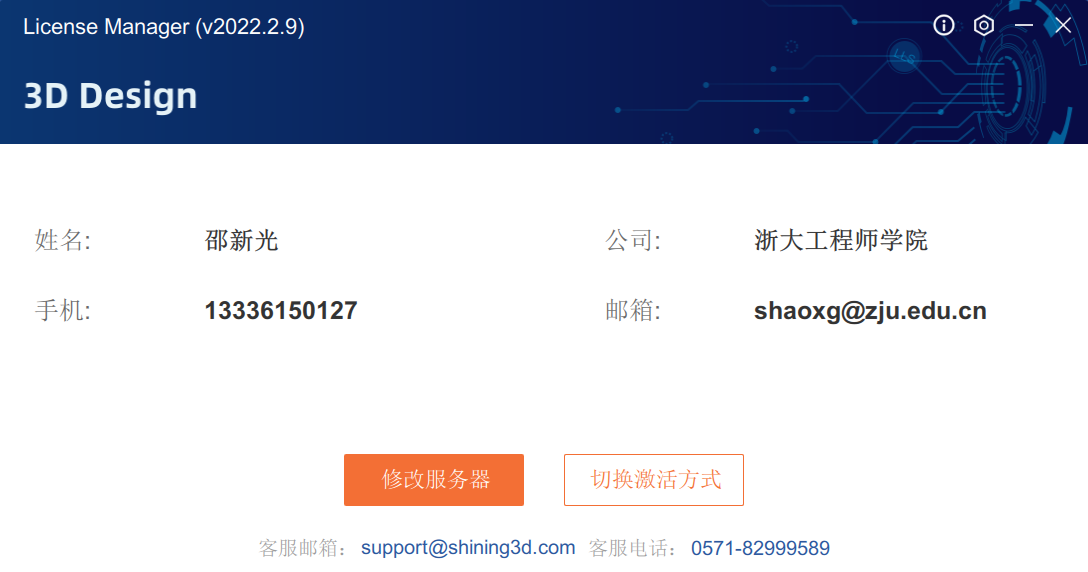 License Manager (v2022.2.9)
3D Design
LLS
姓名: 邵新光 公司: 浙大工程师学院
手机: 13336150127 邮箱: shaoxg@zju.edu.cn
修改服务器 切换激活方式
客服邮箱： support@shining3d.com 客服电话： 0571-82999589